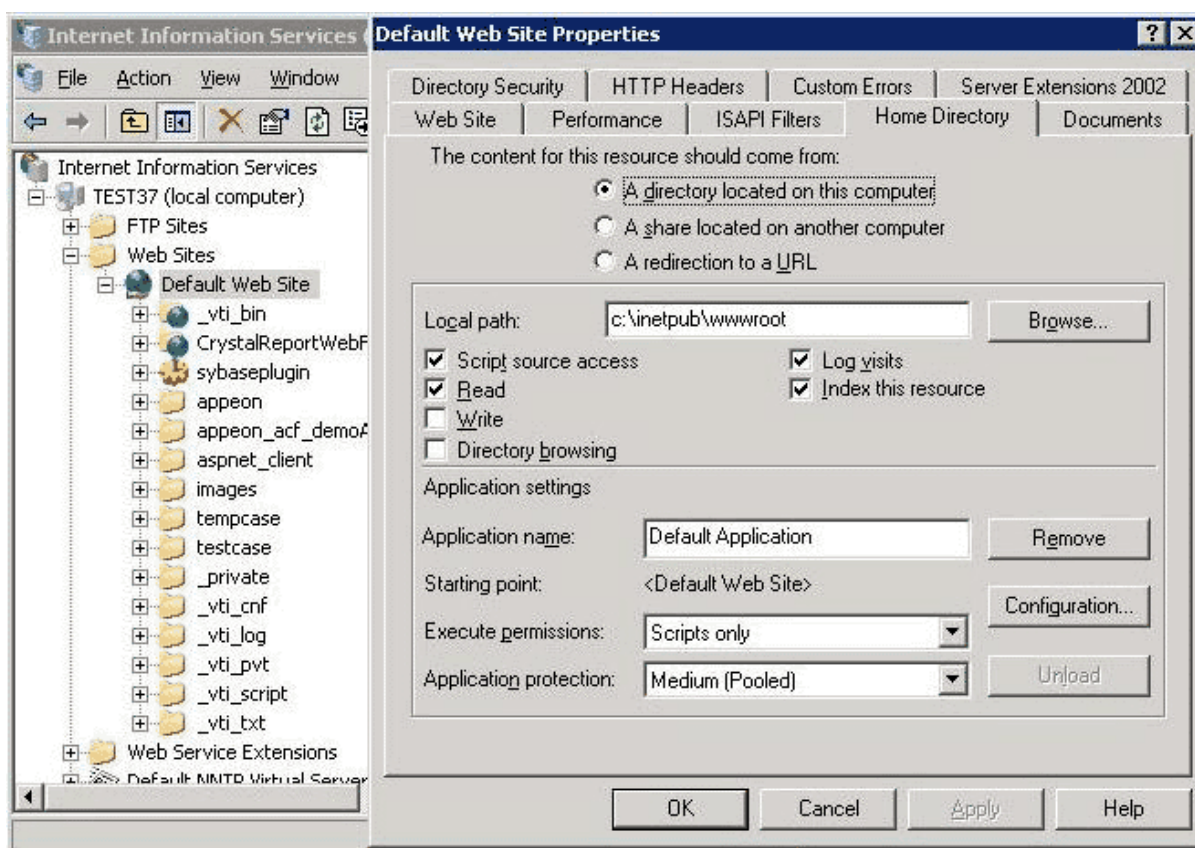 Internet Information Services (
File Action View Window
Internet Information Services
TEST37 (local computer)
FTP Sites
Web Sites
Default Web Site
_vti_bin
CrystalReportWebF
sybaseplugin
appeon
appeon_acf_demoA
aspnet_client
images
tempcase
testcase
_private
_vti_cnf
_vti_log
_vti_pvt
_vti_script
_vti_txt
Web Service Extensions
Default NNTP Virtual Server
Default Web Site Properties
Directory Security HTTP Headers Custom Errors Server Extensions 2002
Web Site Performance ISAPI Filters Home Directory Documents
The content for this resource should come from:
A directory located on this computer
A share located on another computer
A redirection to a URL
Local path: c:\inetpub\wwwroot Browse...
Script source access Log visits
Read Index this resource
Write
Directory browsing
Application settings
Application name: Default Application Remove
Starting point: <Default Web Site>
Configuration...
Execute permissions: Scripts only
Application protection: Medium (Pooled) Unload
OK Cancel Apply Help